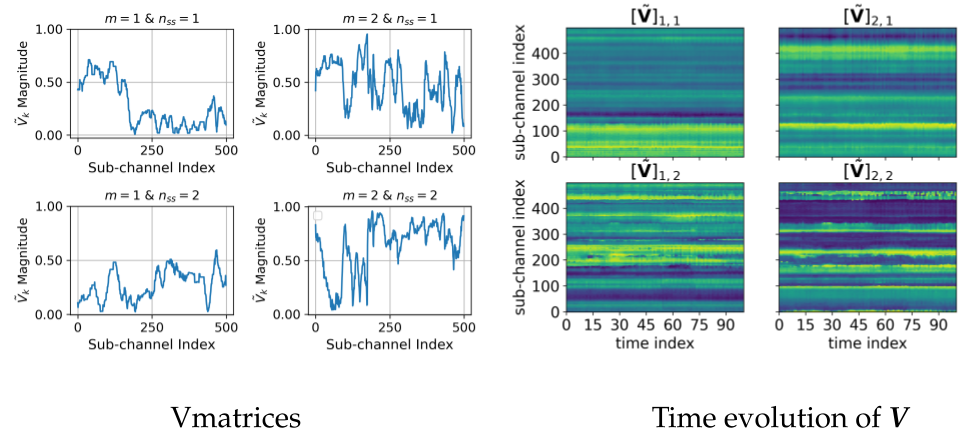 m = 1 & n_ss = 1
1.00
0.50
0.00
Ṽ_k Magnitude
0 250 500
Sub-channel Index
m = 2 & n_ss = 1
1.00
0.50
0.00
Ṽ_k Magnitude
0 250 500
Sub-channel Index
m = 1 & n_ss = 2
1.00
0.50
0.00
Ṽ_k Magnitude
0 250 500
Sub-channel Index
m = 2 & n_ss = 2
1.00
0.50
0.00
Ṽ_k Magnitude
0 250 500
Sub-channel Index
Vmatrices
[Ṽ]_1,1
sub-channel index
400
300
200
100
0
[Ṽ]_2,1
[Ṽ]_1,2
sub-channel index
400
300
200
100
0
0 15 30 45 60 75 90
time index
[Ṽ]_2,2
0 15 30 45 60 75 90
time index
Time evolution of V